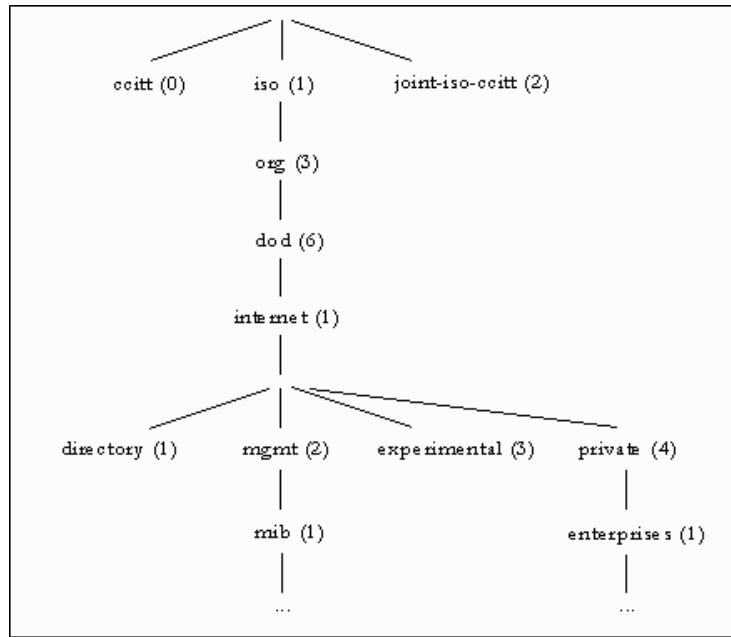 ccitt (0) iso (1) joint-iso-ccitt (2)
org (3)
dod (6)
internet (1)
directory (1) mgmt (2) experimental (3) private (4)
mib (1) enterprises (1)
... ...